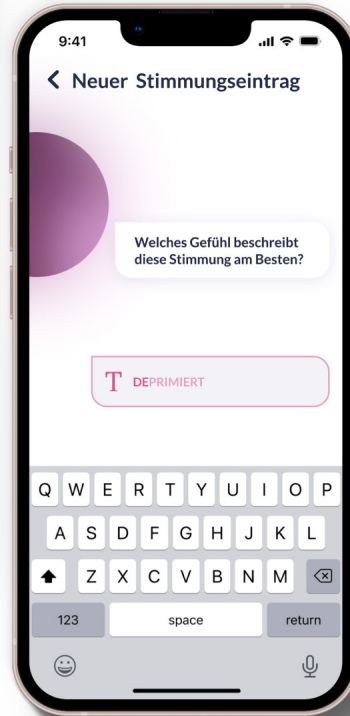 9:41
Neuer Stimmungseintrag
Welches Gefühl beschreibt
diese Stimmung am Besten?
T DEPRIMIERT
Q W E R T Y U I O P
A S D F G H J K L
Z X C V B N M
123 space return